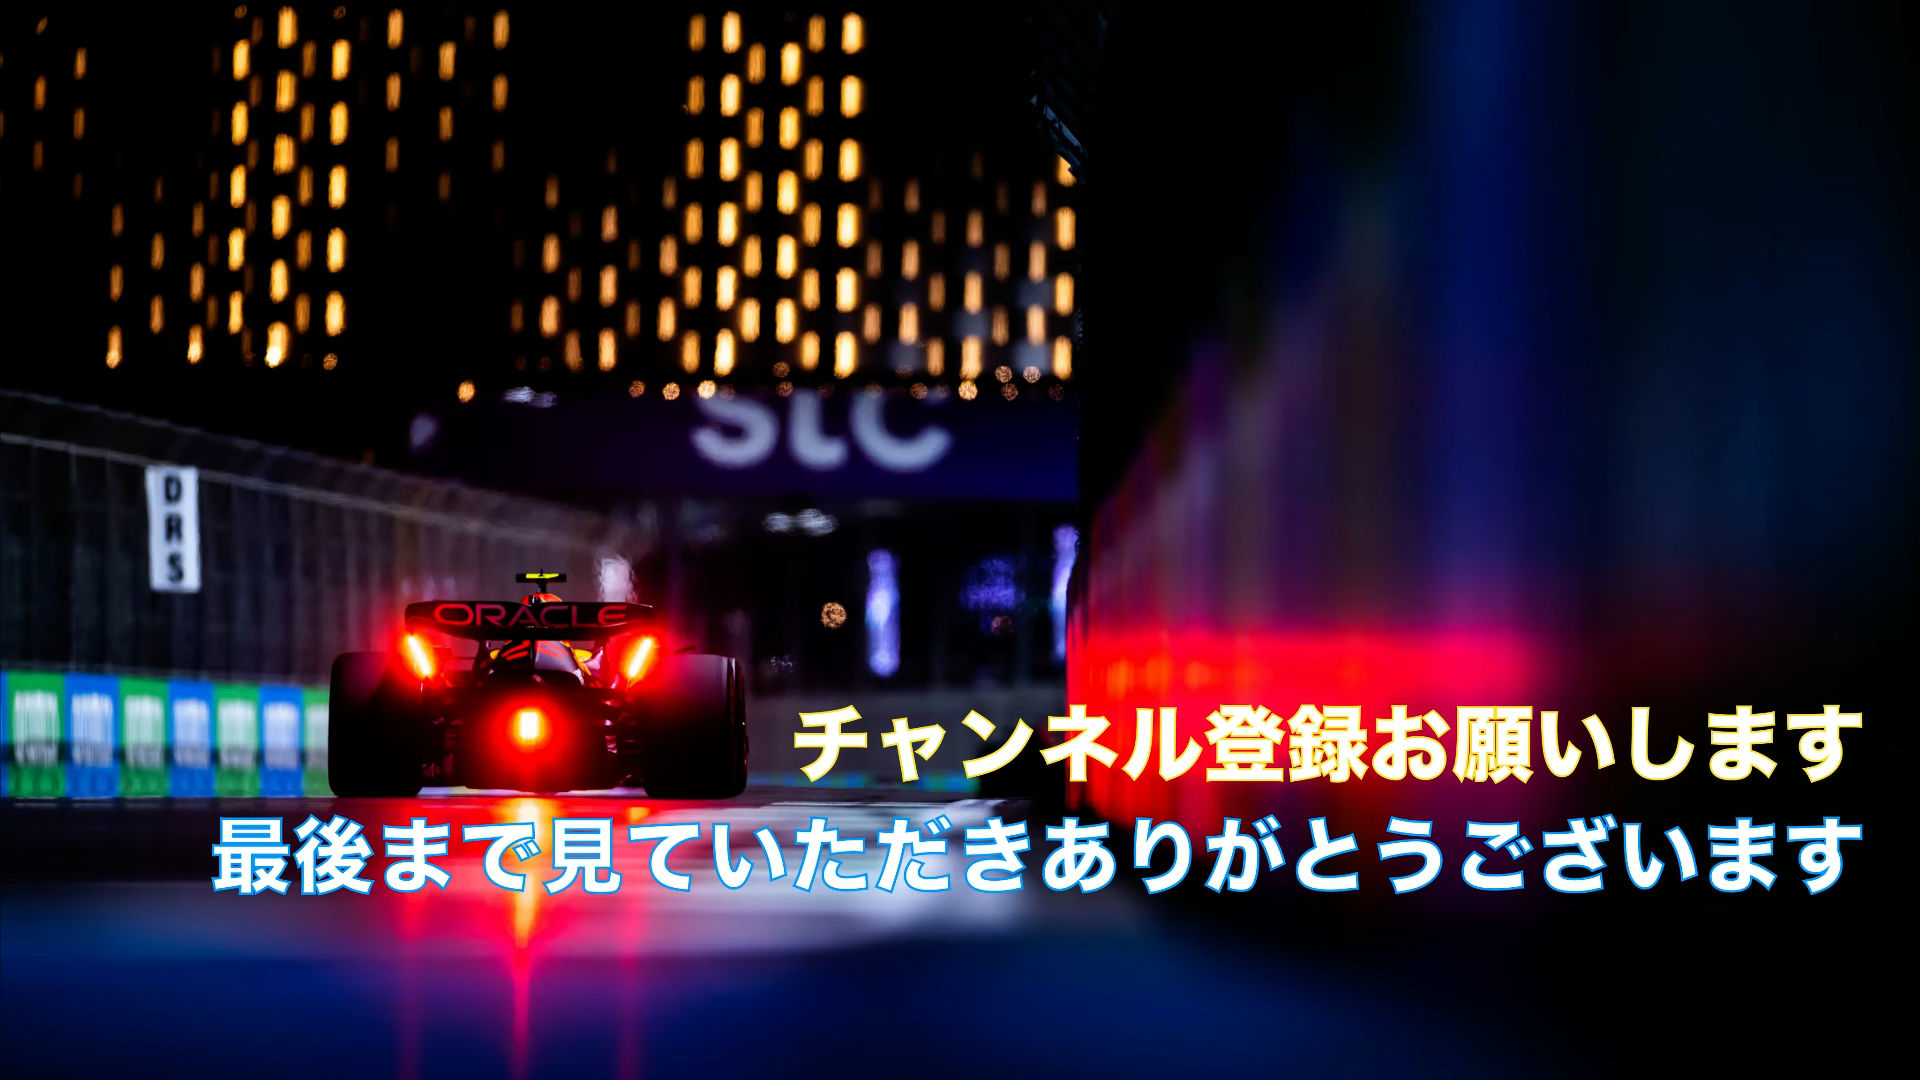 stc
DRS
ORACLE
チャンネル登録お願いします
最後まで見ていただきありがとうございます